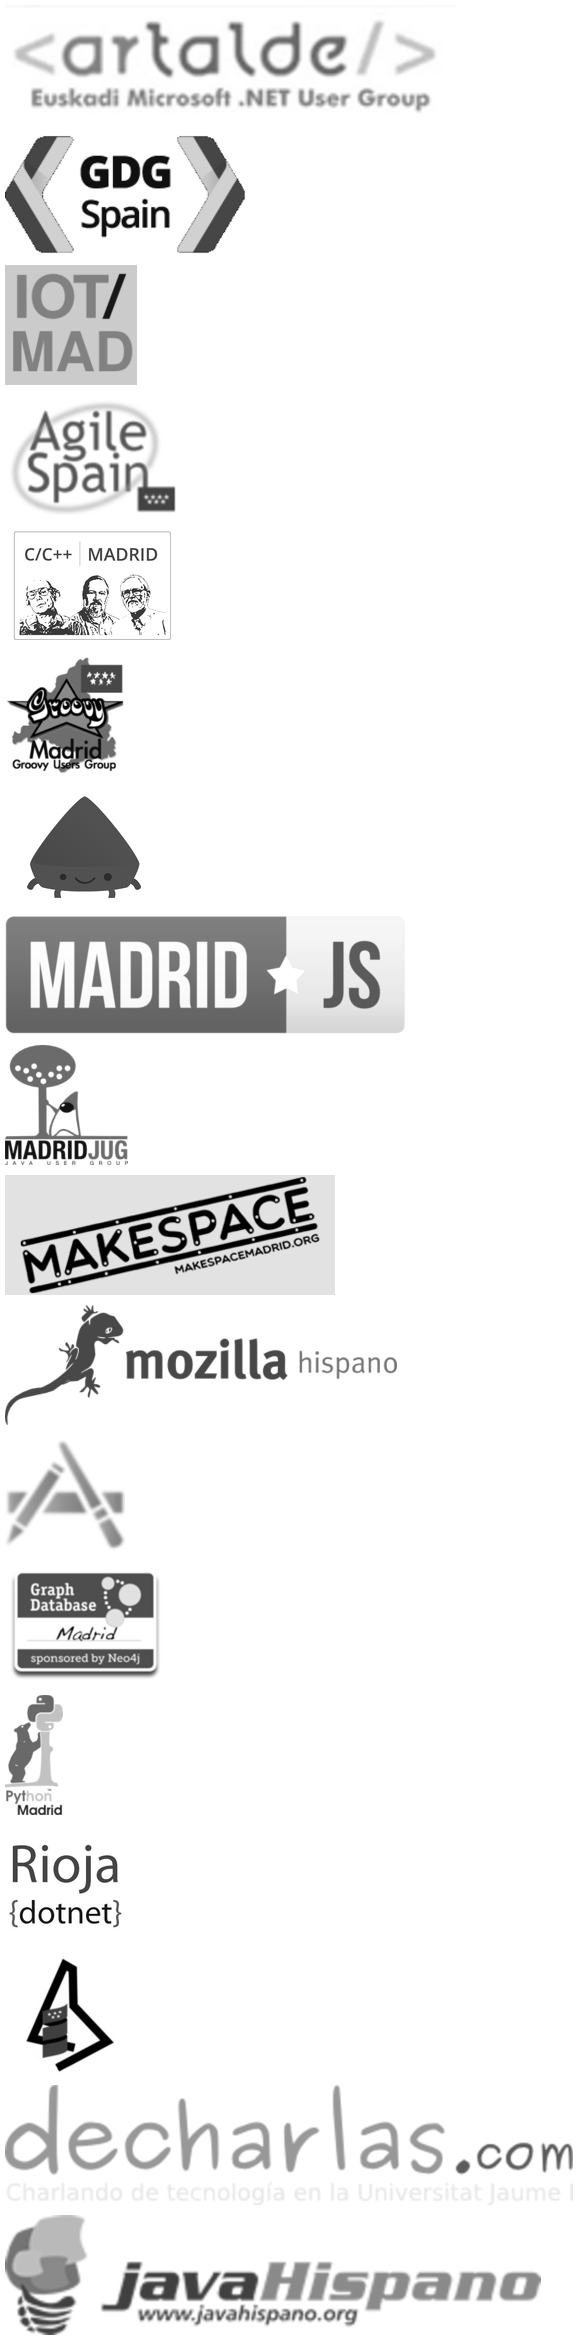 <artalde/>
Euskadi Microsoft .NET User Group
GDG
Spain
IOT/
MAD
Agile
Spain
C/C++ | MADRID
Groovy
Madrid
Groovy Users Group
MADRID JS
MADRIDJUG
JAVA USER GROUP
MAKESPACE
MAKESPACEMADRID.ORG
mozilla hispano
Graph
Database
Madrid
sponsored by Neo4j
Python™
Madrid
Rioja
{dotnet}
decharlas.com
Charlando de tecnología en la Universitat Jaume I
javaHispano
www.javahispano.org